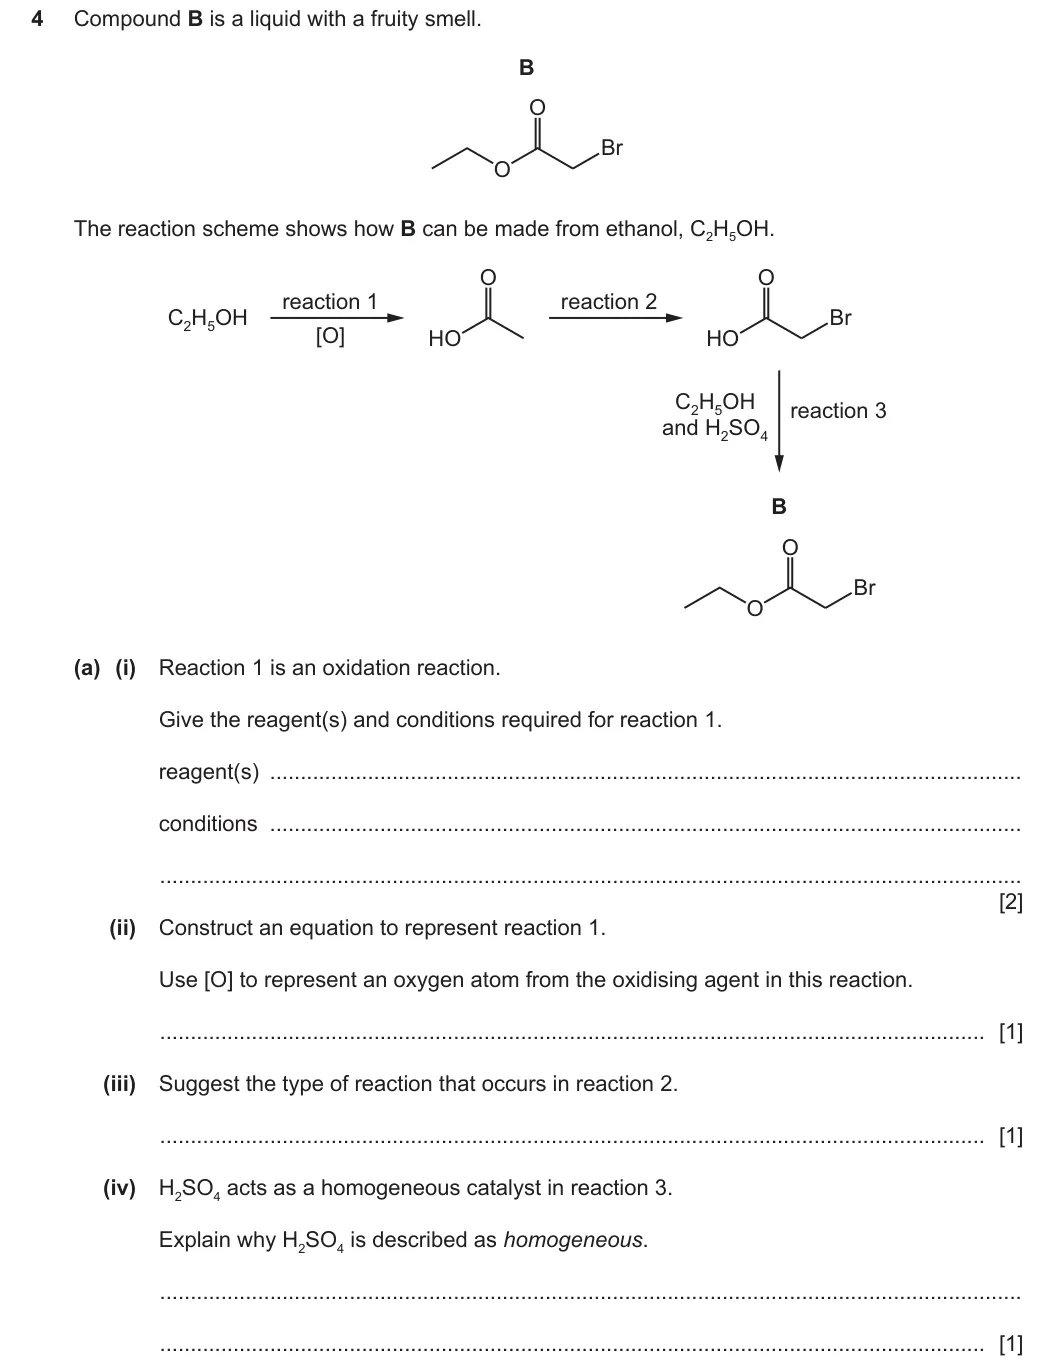 4 Compound B is a liquid with a fruity smell.
B
O
Br
O
The reaction scheme shows how B can be made from ethanol, C₂H₅OH.
O
O
reaction 1
reaction 2
C₂H₅OH
Br
[O]
HO
HO
C₂H₅OH
and H₂SO₄
reaction 3
B
O
Br
O
(a) (i) Reaction 1 is an oxidation reaction.
Give the reagent(s) and conditions required for reaction 1.
reagent(s) ..........................................................................................................................
conditions ..........................................................................................................................
............................................................................................................................................
[2]
(ii) Construct an equation to represent reaction 1.
Use [O] to represent an oxygen atom from the oxidising agent in this reaction.
...................................................................................................................................... [1]
(iii) Suggest the type of reaction that occurs in reaction 2.
...................................................................................................................................... [1]
(iv) H₂SO₄ acts as a homogeneous catalyst in reaction 3.
Explain why H₂SO₄ is described as homogeneous.
............................................................................................................................................
...................................................................................................................................... [1]